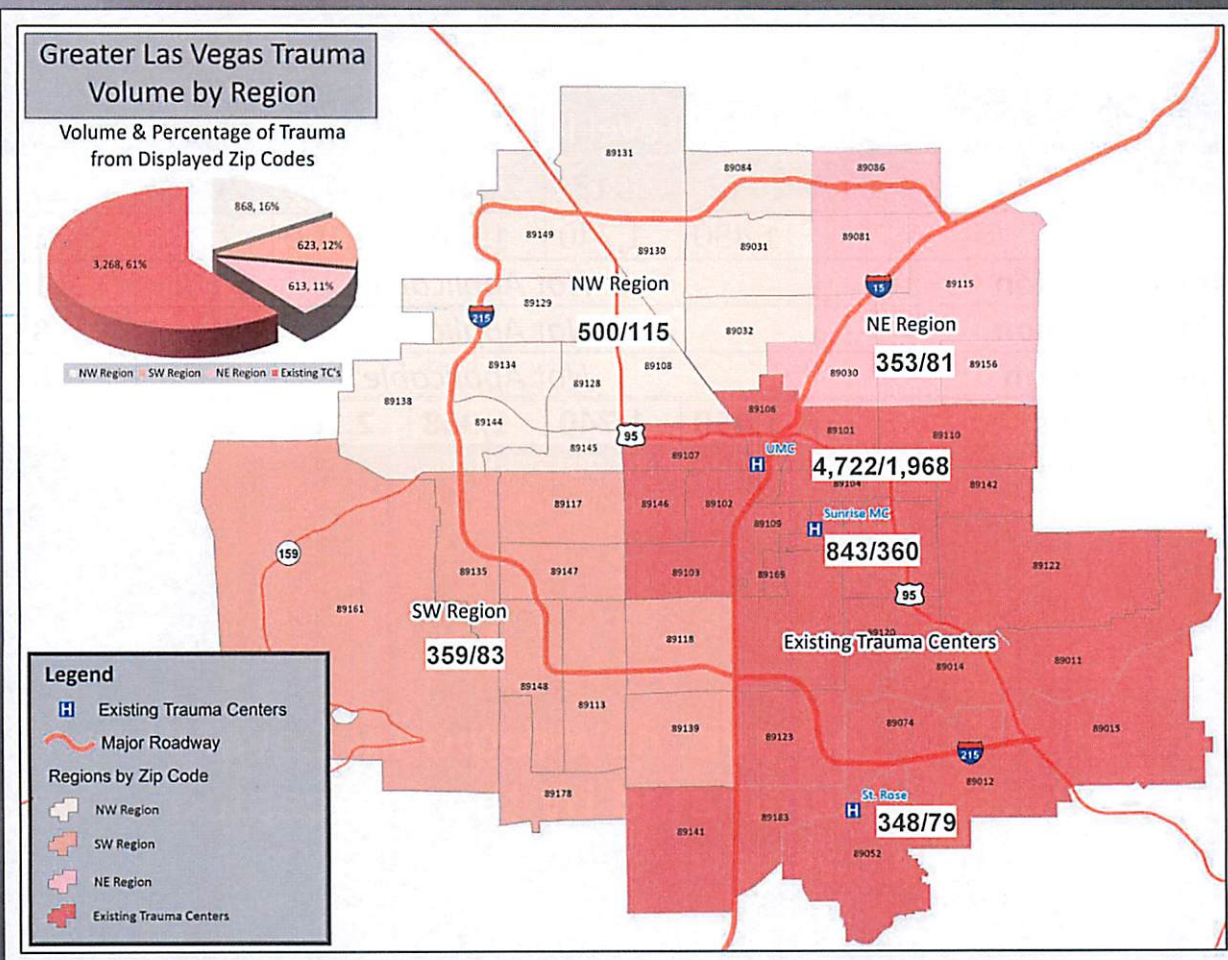 Greater Las Vegas Trauma
Volume by Region
Volume & Percentage of Trauma
from Displayed Zip Codes
868, 16%
623, 12%
613, 11%
3,268, 61%
NW Region SW Region NE Region Existing TC's
89131
89084
89086
89149
89130
89031
89081
89115
NW Region
15
89129
500/115
215
89032
NE Region
353/81
89134
89128
89108
89030
89156
89138
89144
89145
95
89106
89101
89110
89107
UMC
H
4,722/1,968
89104
89117
89146
89102
89142
89109
Sunrise MC
H
843/360
159
89135
89147
89103
89169
89122
95
89161
SW Region
359/83
89118
89120
Existing Trauma Centers
89014
89011
89148
89113
89139
89123
89074
89015
215
89012
89178
St. Rose
H
348/79
89141
89183
89052
Legend
H Existing Trauma Centers
Major Roadway
Regions by Zip Code
NW Region
SW Region
NE Region
Existing Trauma Centers